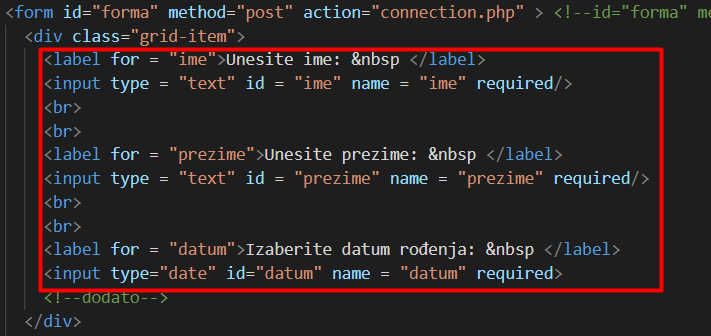 <form id="forma" method="post" action="connection.php" > <!--id="forma" me
<div class="grid-item">
<label for = "ime">Unesite ime: &nbsp </label>
<input type = "text" id = "ime" name = "ime" required/>
<br>
<br>
<label for = "prezime">Unesite prezime: &nbsp </label>
<input type = "text" id = "prezime" name = "prezime" required/>
<br>
<br>
<label for = "datum">Izaberite datum rođenja: &nbsp </label>
<input type="date" id="datum" name = "datum" required>
<!--dodato-->
</div>